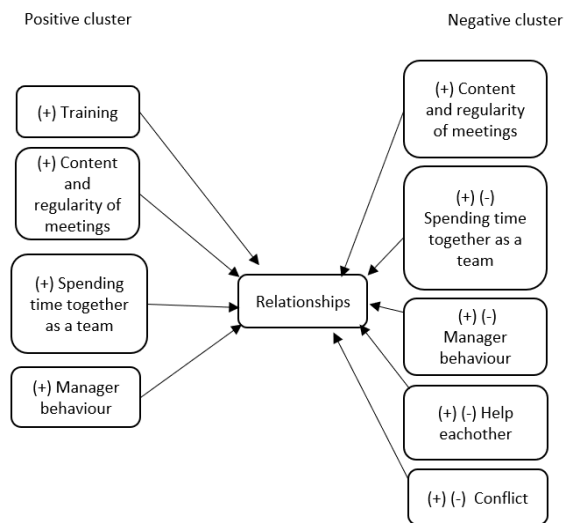 Positive cluster
Negative cluster
(+) Training
(+) Content
and
regularity of
meetings
(+) Spending
time together
as a team
(+) Manager
behaviour
Relationships
(+) Content
and regularity
of meetings
(+) (-)
Spending time
together as a
team
(+) (-)
Manager
behaviour
(+) (-) Help
eachother
(+) (-) Conflict